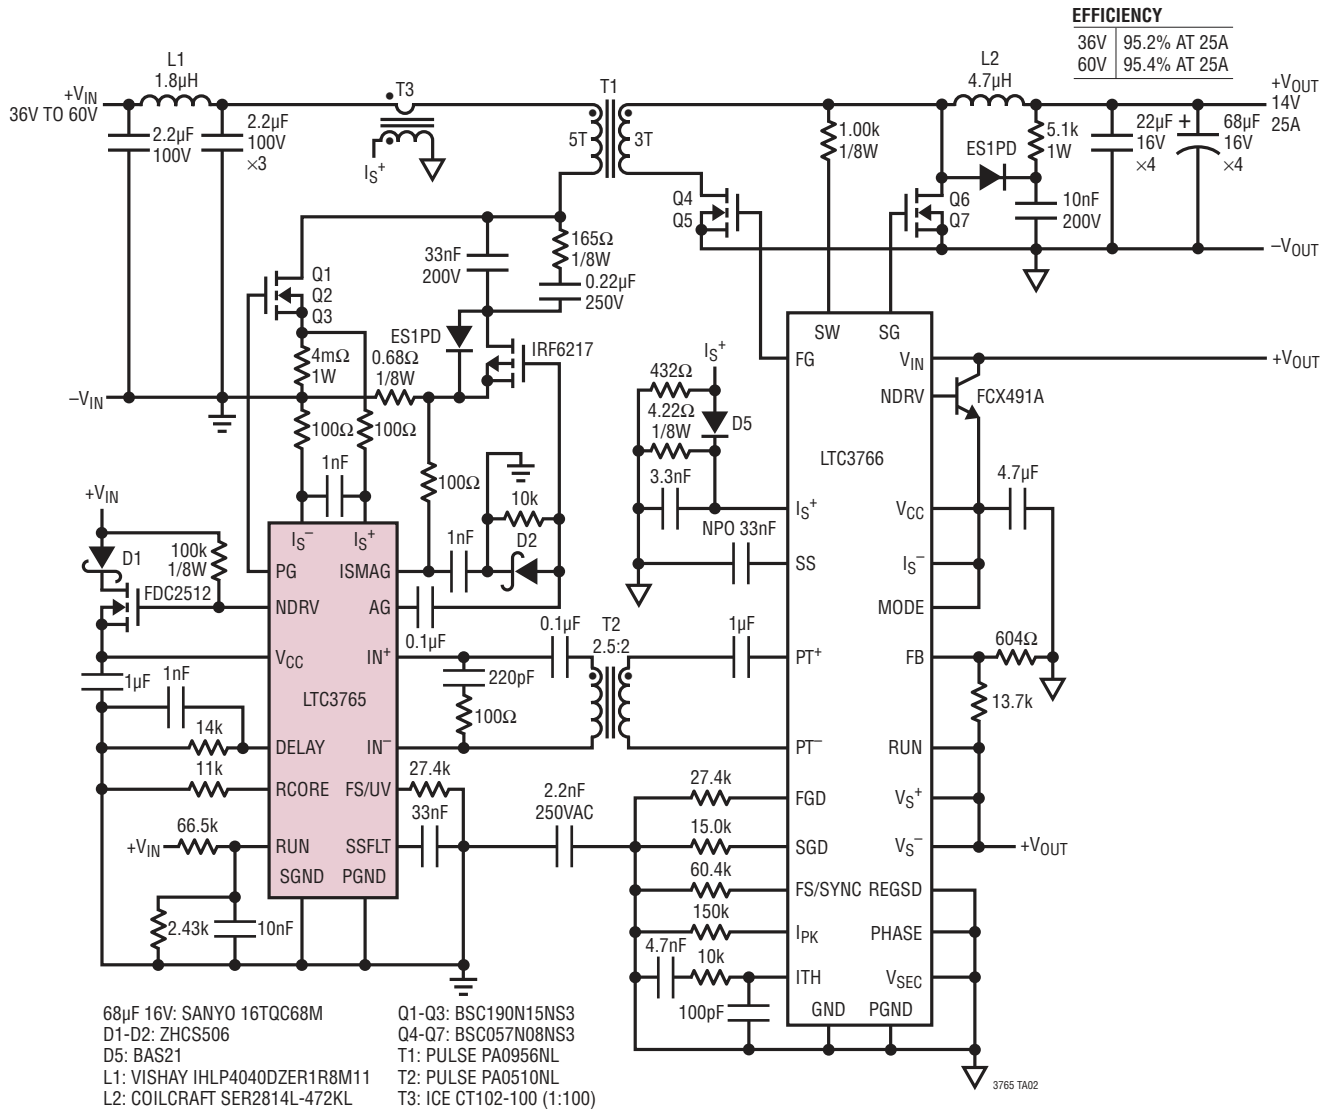 EFFICIENCY
36V 95.2% AT 25A
60V 95.4% AT 25A
L1
1.8µH
T3
T1
L2
4.7µH
+VIN
36V TO 60V
+VOUT
14V
25A
2.2µF
100V
2.2µF
100V
×3
IS+
5T
3T
1.00k
1/8W
ES1PD
5.1k
1W
22µF
16V
×4
+
68µF
16V
×4
Q4
Q5
Q6
Q7
10nF
200V
–VOUT
33nF
200V
165Ω
1/8W
0.22µF
250V
Q1
Q2
Q3
ES1PD
IRF6217
4mΩ
1W
0.68Ω
1/8W
–VIN
100Ω
100Ω
1nF
100Ω
10k
D2
1nF
+VIN
D1
100k
1/8W
FDC2512
IS–
IS+
PG
ISMAG
NDRV
AG
0.1µF
VCC
IN+
LTC3765
DELAY
IN–
RCORE
FS/UV
RUN
SSFLT
SGND
PGND
1µF
1nF
14k
11k
66.5k
+VIN
2.43k
10nF
220pF
100Ω
0.1µF
T2
2.5:2
1µF
27.4k
33nF
2.2nF
250VAC
IS+
432Ω
4.22Ω
1/8W
D5
3.3nF
NPO 33nF
SW
SG
FG
VIN
NDRV
LTC3766
IS+
VCC
SS
IS–
MODE
PT+
FB
PT–
RUN
FGD
VS+
SGD
VS–
FS/SYNC
REGSD
IPK
PHASE
ITH
VSEC
GND
PGND
+VOUT
FCX491A
4.7µF
604Ω
13.7k
+VOUT
27.4k
15.0k
60.4k
150k
4.7nF
10k
100pF
68µF 16V: SANYO 16TQC68M
D1-D2: ZHCS506
D5: BAS21
L1: VISHAY IHLP4040DZER1R8M11
L2: COILCRAFT SER2814L-472KL
Q1-Q3: BSC190N15NS3
Q4-Q7: BSC057N08NS3
T1: PULSE PA0956NL
T2: PULSE PA0510NL
T3: ICE CT102-100 (1:100)
3765 TA02